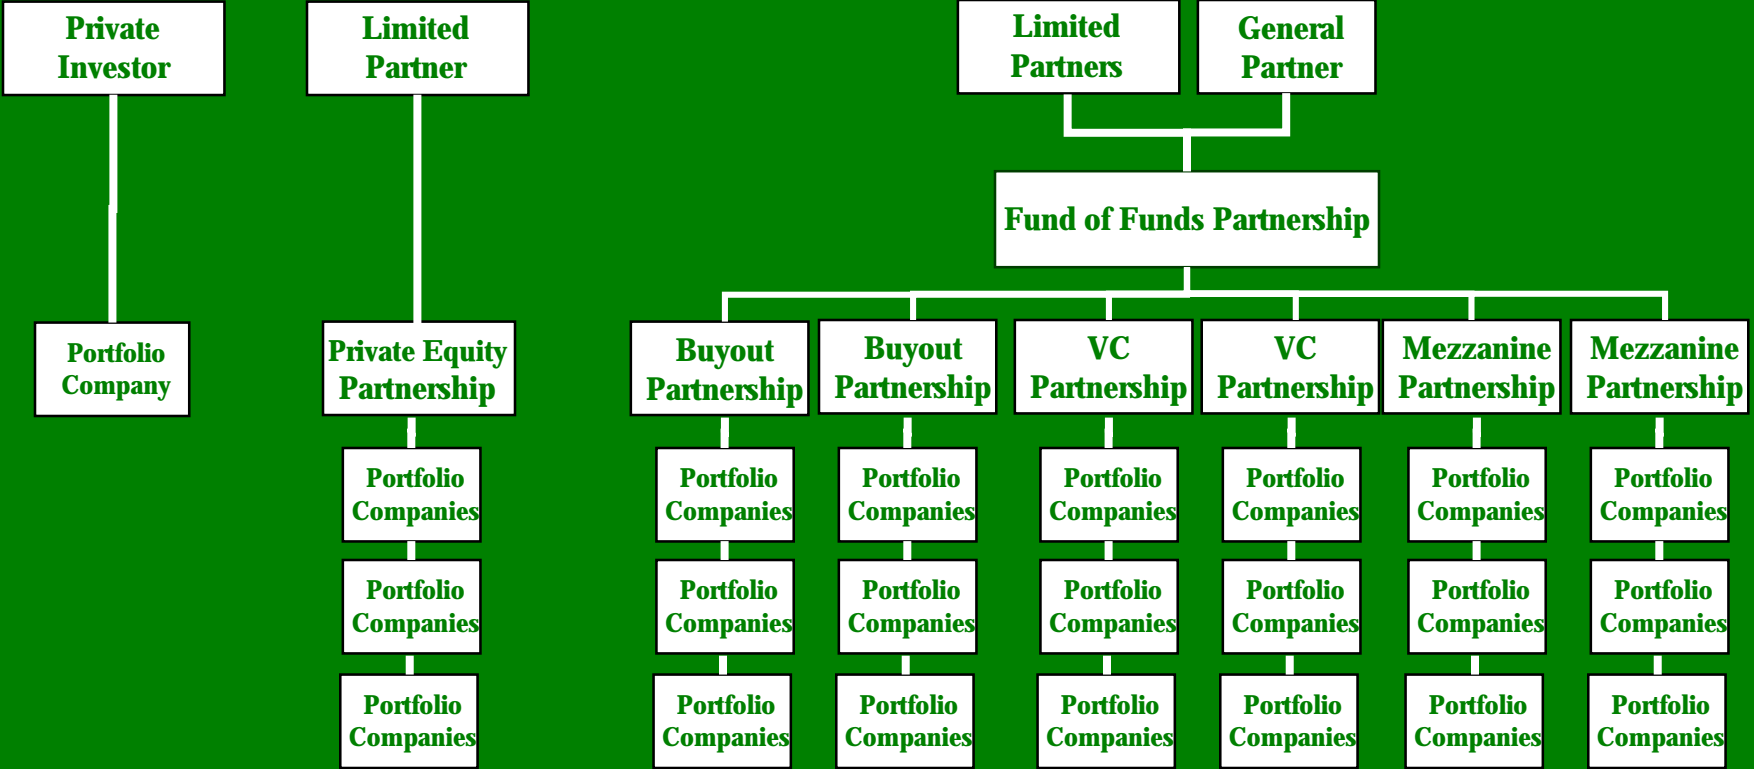 Private
Investor
Limited
Partner
Limited
Partners
General
Partner
Fund of Funds Partnership
Portfolio
Company
Private Equity
Partnership
Buyout
Partnership
Buyout
Partnership
VC
Partnership
VC
Partnership
Mezzanine
Partnership
Mezzanine
Partnership
Portfolio
Companies
Portfolio
Companies
Portfolio
Companies
Portfolio
Companies
Portfolio
Companies
Portfolio
Companies
Portfolio
Companies
Portfolio
Companies
Portfolio
Companies
Portfolio
Companies
Portfolio
Companies
Portfolio
Companies
Portfolio
Companies
Portfolio
Companies
Portfolio
Companies
Portfolio
Companies
Portfolio
Companies
Portfolio
Companies
Portfolio
Companies
Portfolio
Companies
Portfolio
Companies